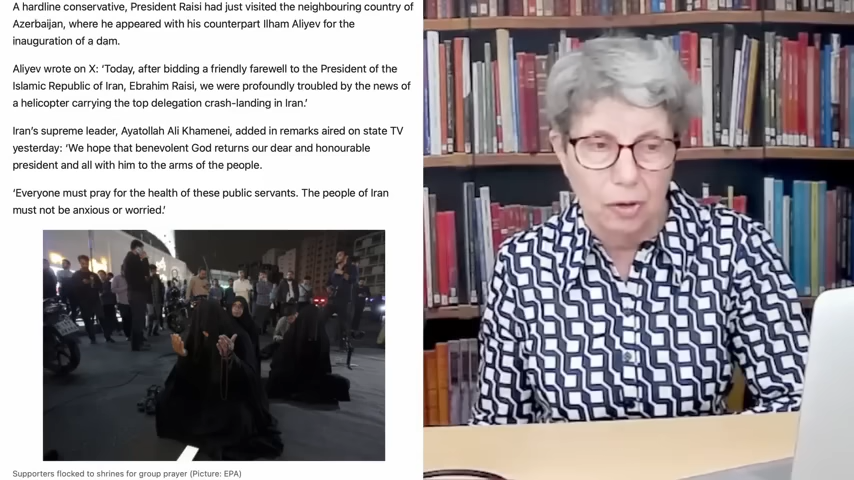 A hardline conservative, President Raisi had just visited the neighbouring country of
Azerbaijan, where he appeared with his counterpart Ilham Aliyev for the
inauguration of a dam.
Aliyev wrote on X: ‘Today, after bidding a friendly farewell to the President of the
Islamic Republic of Iran, Ebrahim Raisi, we were profoundly troubled by the news of
a helicopter carrying the top delegation crash-landing in Iran.’
Iran’s supreme leader, Ayatollah Ali Khamenei, added in remarks aired on state TV
yesterday: ‘We hope that benevolent God returns our dear and honourable
president and all with him to the arms of the people.
‘Everyone must pray for the health of these public servants. The people of Iran
must not be anxious or worried.’
Supporters flocked to shrines for group prayer (Picture: EPA)